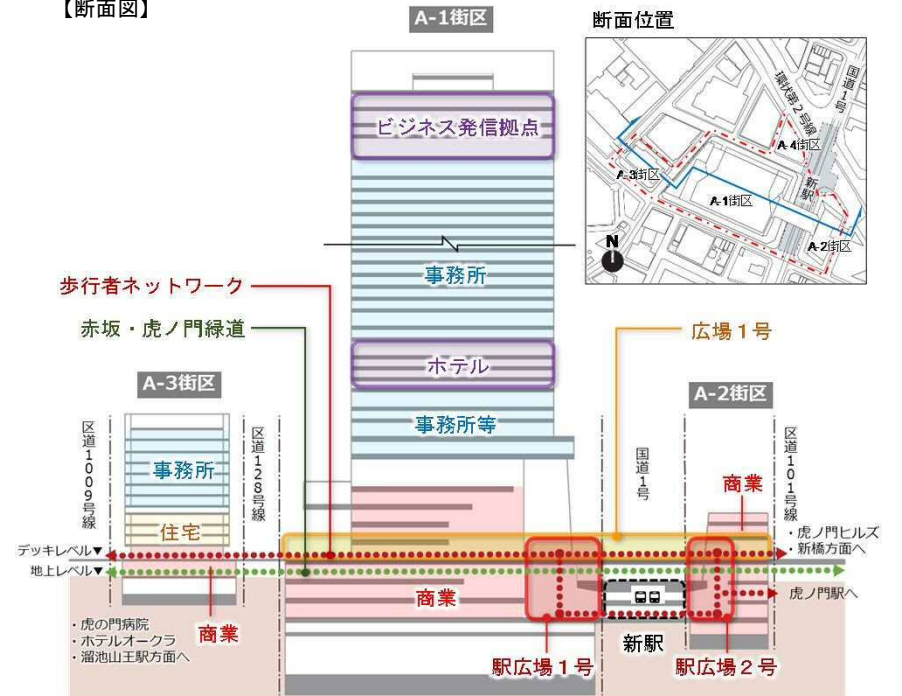 【断面図】
A-1街区
断面位置
環状第2号線
国道1号
A-4街区
A-3街区
新駅
A-1街区
A-2街区
N
ビジネス発信拠点
事務所
歩行者ネットワーク
赤坂・虎ノ門緑道
広場1号
ホテル
A-3街区
A-2街区
事務所等
区道1009号線
区道128号線
国道1号
区道101号線
事務所
商業
住宅
・虎ノ門ヒルズ
・新橋方面へ
デッキレベル▼
地上レベル▼
商業
虎ノ門駅へ
・虎の門病院
・ホテルオークラ
・溜池山王駅方面へ
商業
新駅
駅広場1号
駅広場2号